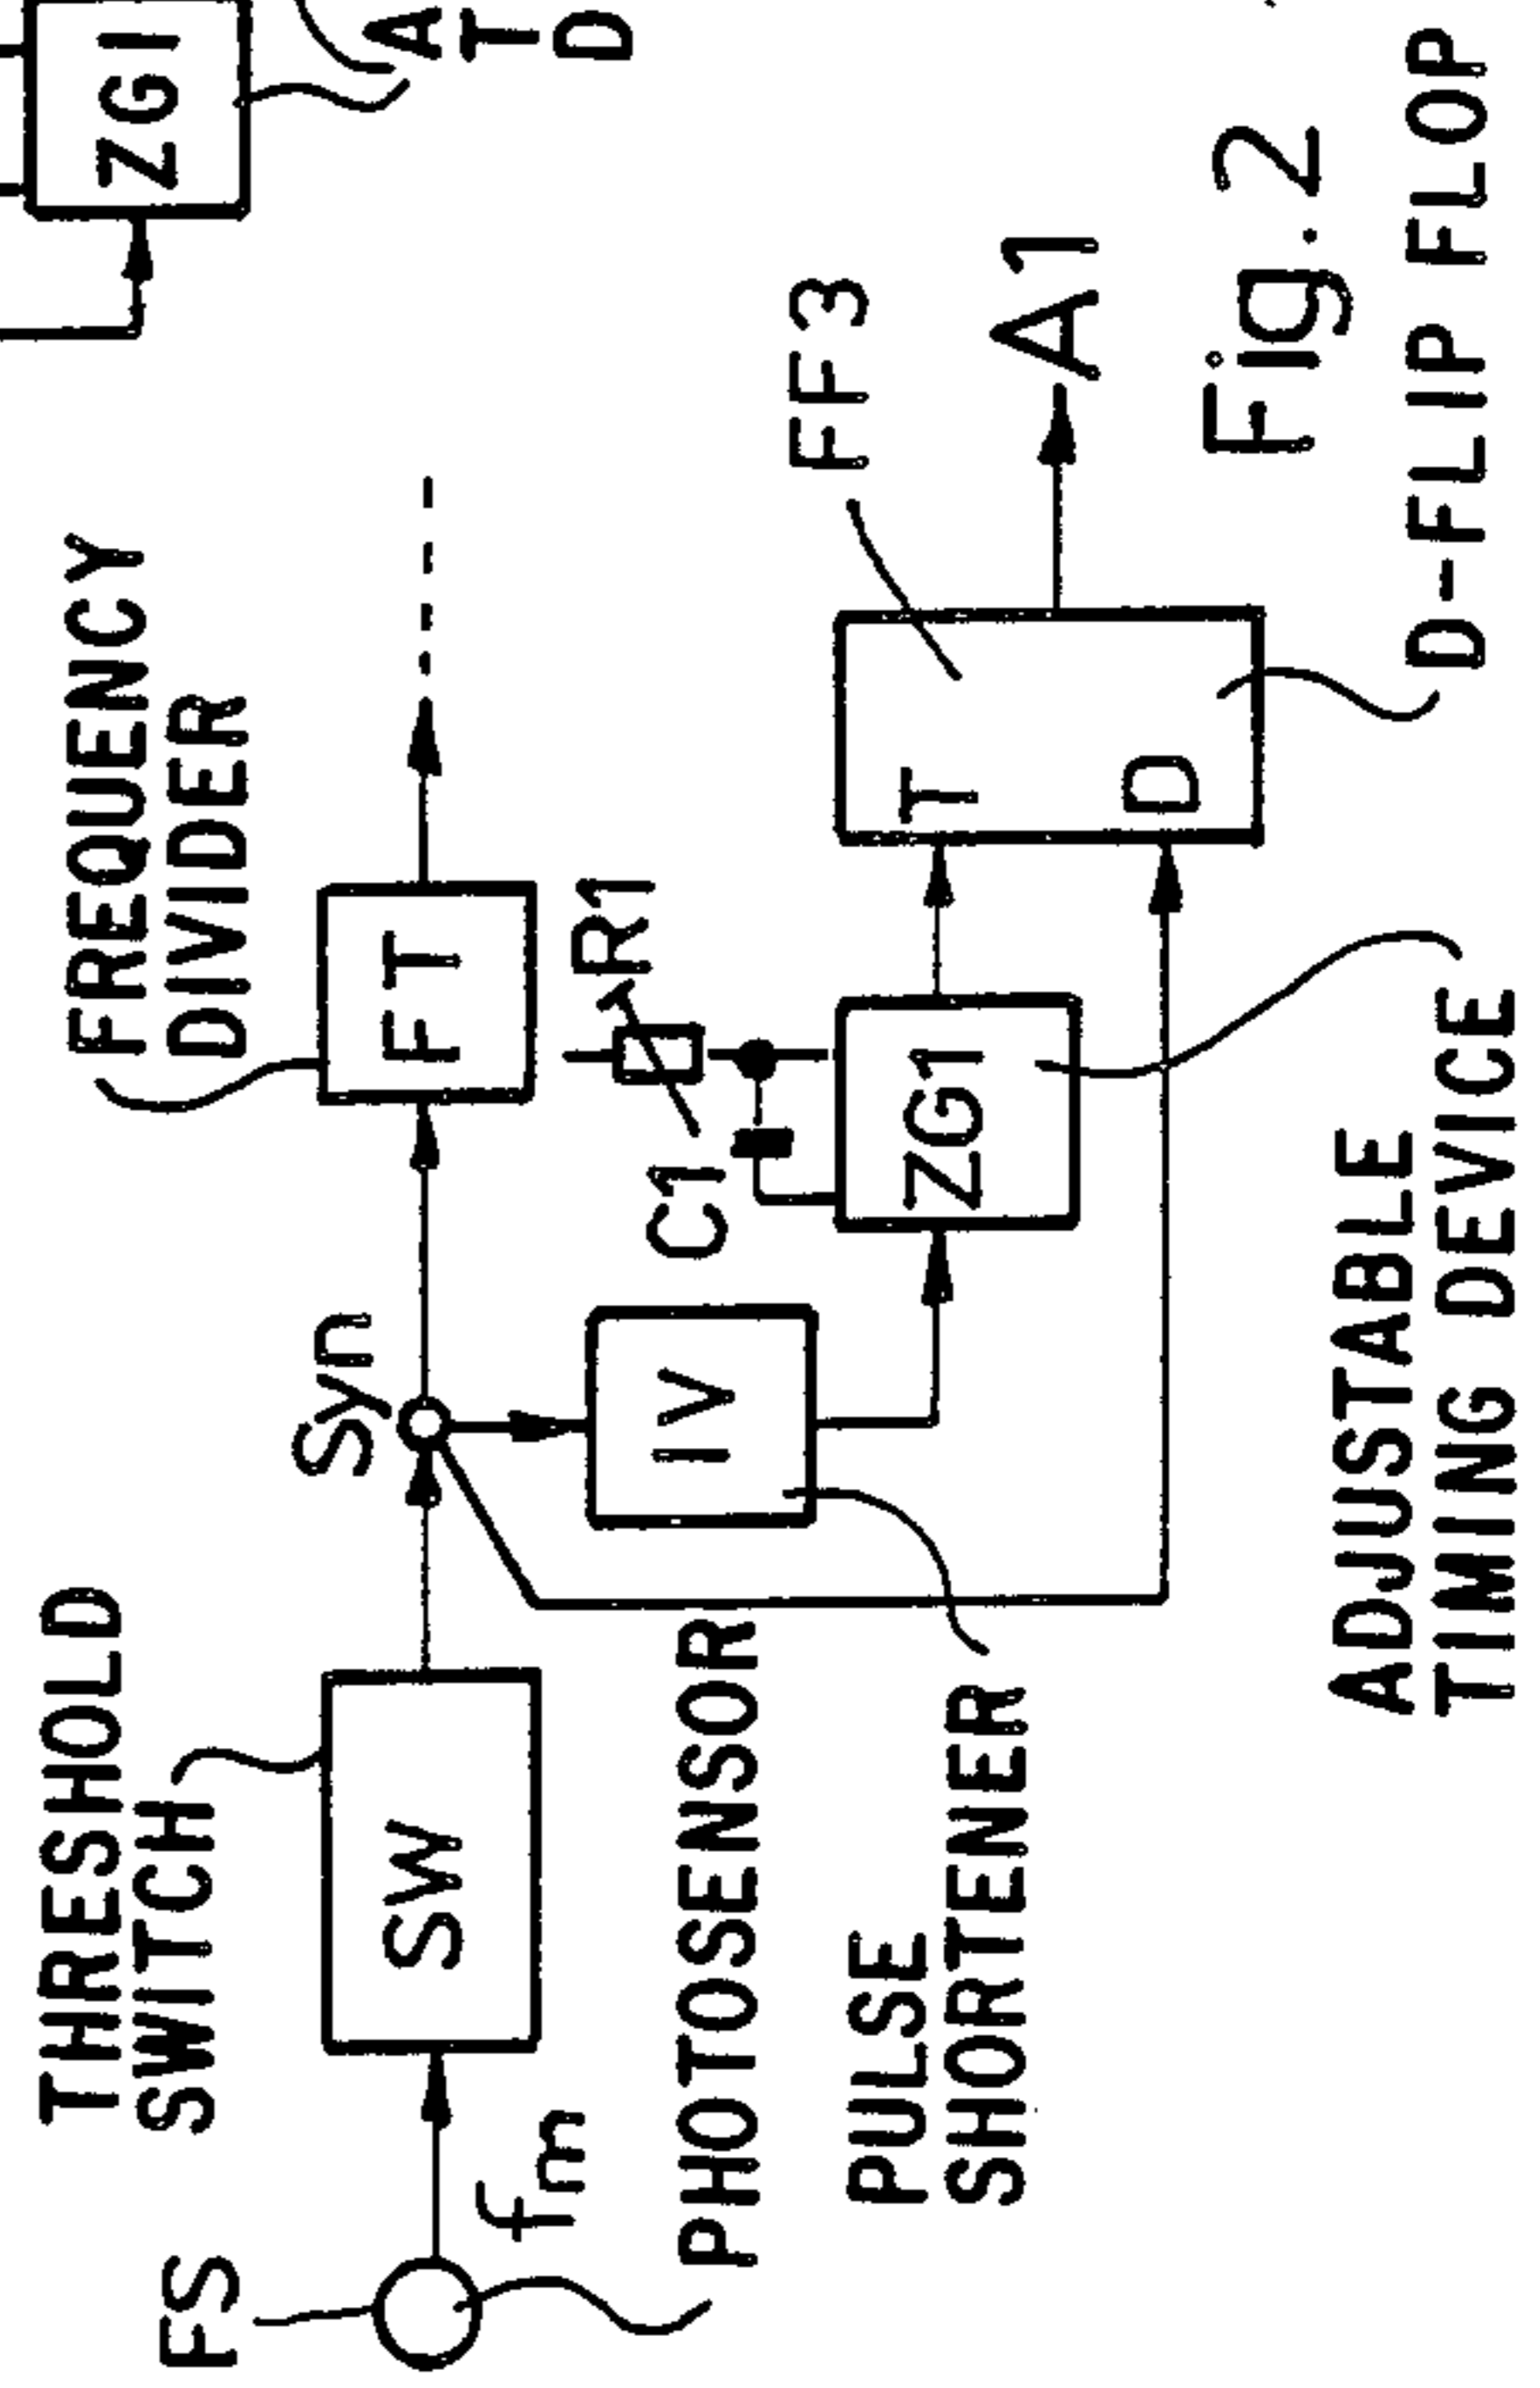 ZG1
A
T
D
FREQUENCY
DIVIDER
THRESHOLD
SWITCH
FS
fm
SW
Syn
FT
R1
C1
IV
ZG1
T
D
FF3
A1
PHOTOSENSOR
PULSE
SHORTENER
ADJUSTABLE
TIMING DEVICE
D-FLIP FLOP
Fig. 2